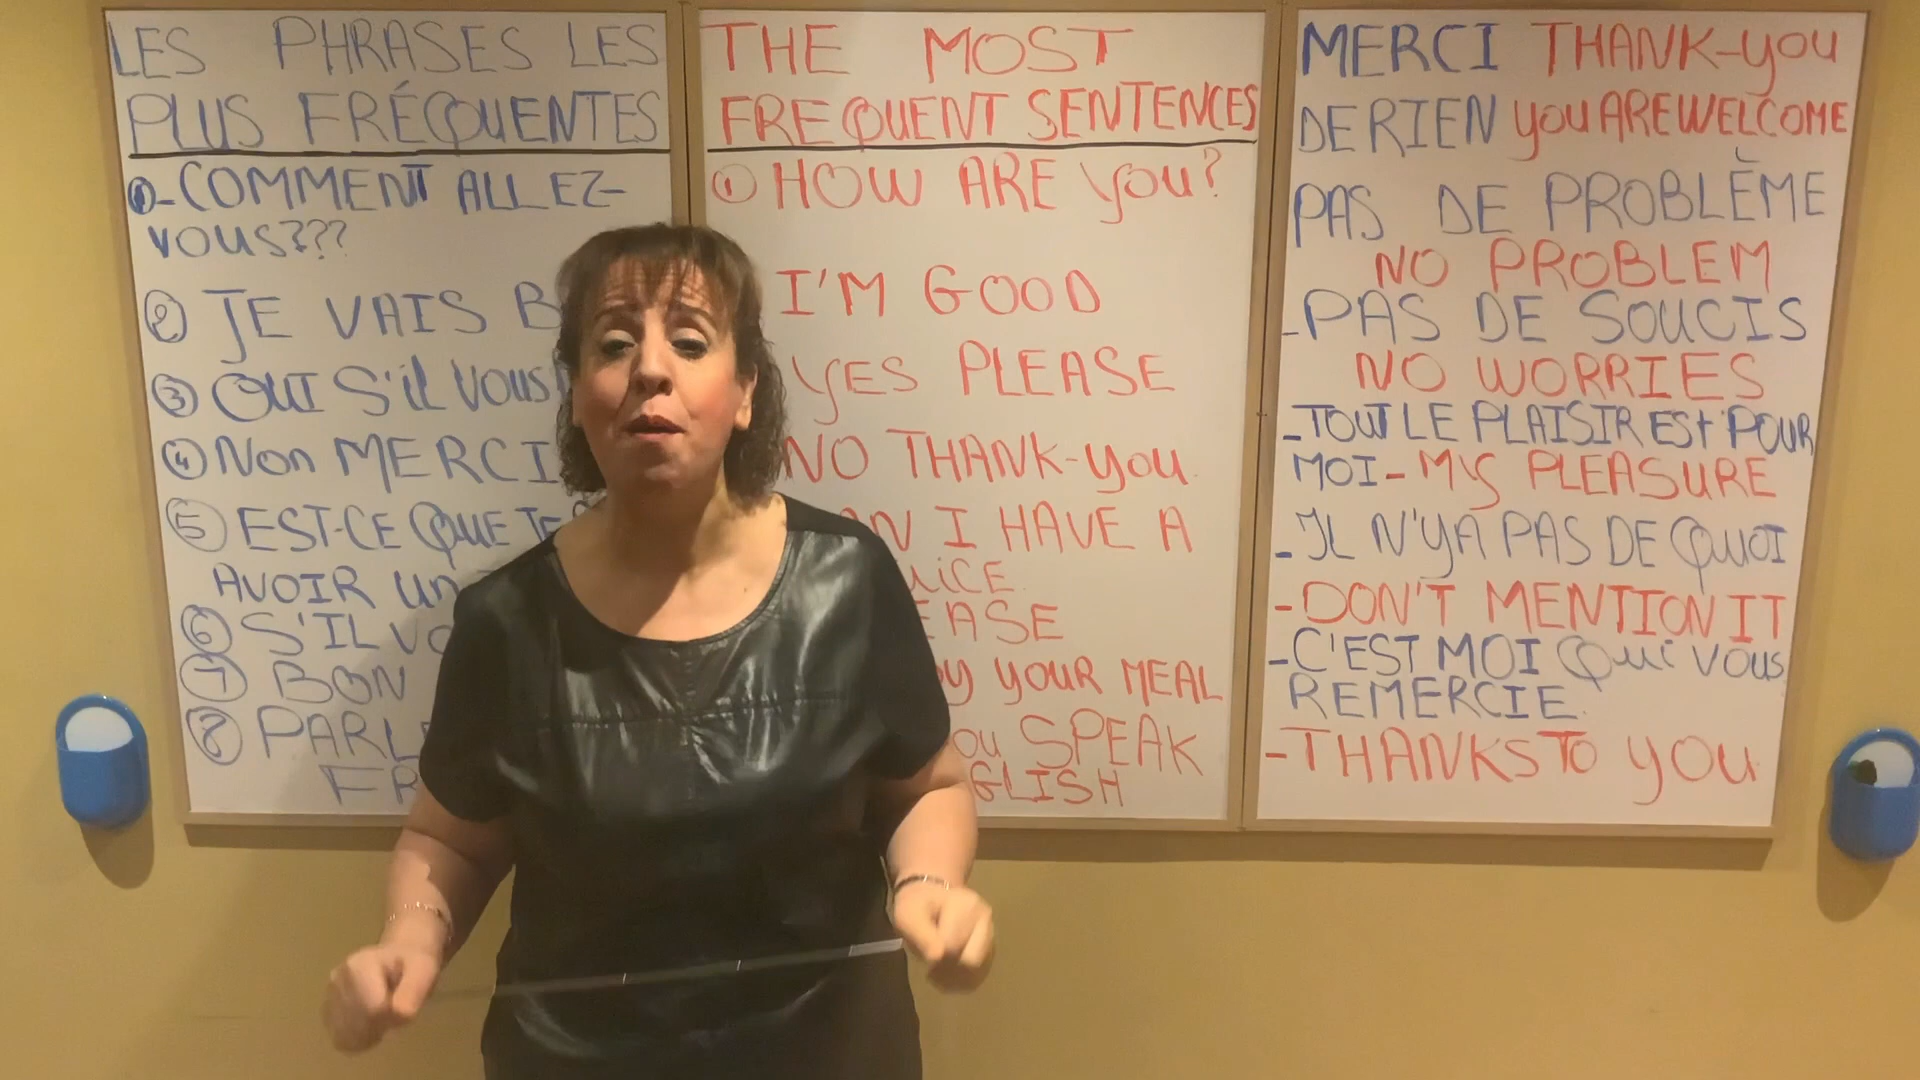 LES PHRASES LES
PLUS FRÉQUENTES
1-COMMENT ALLEZ-
VOUS???
2 JE VAIS
3 OUI S'il VOUS
4 Non MERCI
5 EST-CE QUE
AVOIR
6 S'IL
7 BON
8
THE MOST
FREQUENT SENTENCES
1 HOW ARE you?
I'M GOOD
YES PLEASE
NO THANK-you
I HAVE A
YOUR MEAL
SPEAK
MERCI THANK-you
DE RIEN you ARE WELCOME
PAS DE PROBLÈME
NO PROBLEM
-PAS DE SOUCIS
NO WORRIES
-TOUT LE PLAISIR ESt POUR
MOI-MY PLEASURE
-IL N'YA PAS DE QUOI
-DON'T MENTION IT
-C'EST MOI Qui VOUS
REMERCIE.
-THANKS TO YOU